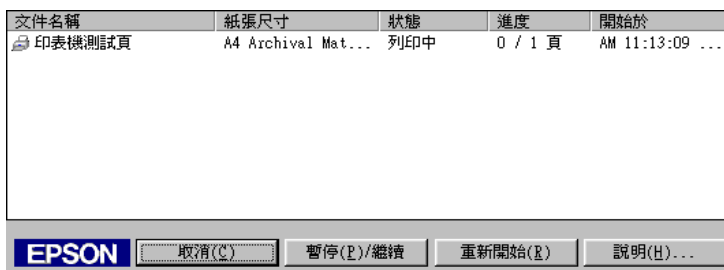 文件名稱 紙張尺寸 狀態 進度 開始於
印表機測試頁 A4 Archival Mat... 列印中 0 / 1 頁 AM 11:13:09 ...
EPSON 取消(C) 暫停(P)/繼續 重新開始(R) 說明(H)...